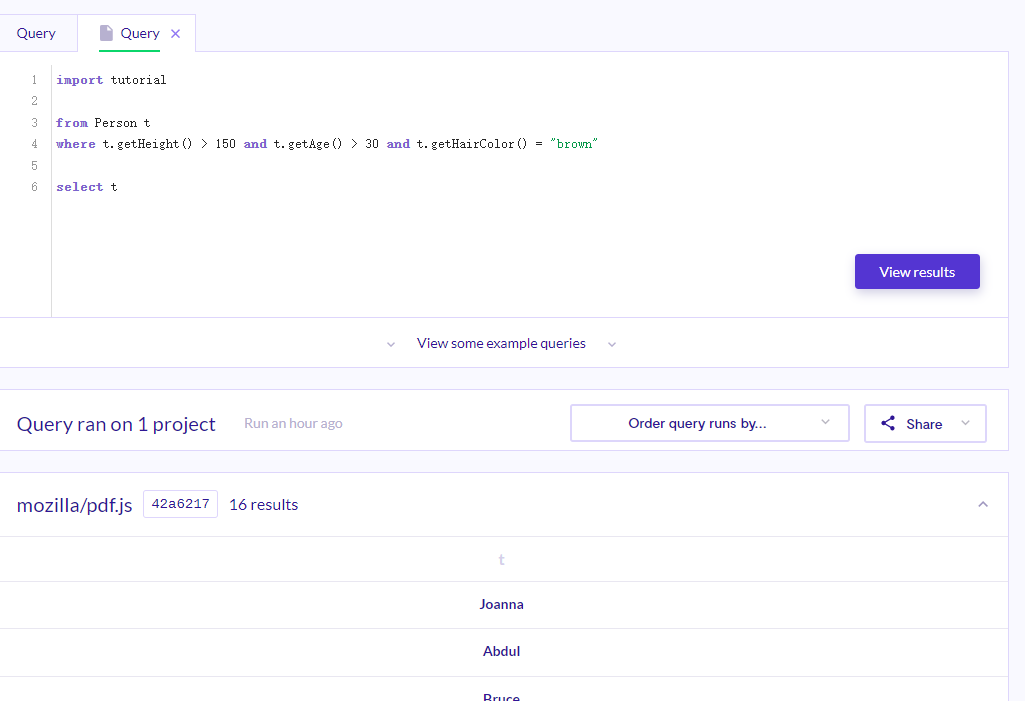 Query
Query ×
1 import tutorial
2
3 from Person t
4 where t.getHeight() > 150 and t.getAge() > 30 and t.getHairColor() = "brown"
5
6 select t
View results
View some example queries
Query ran on 1 project Run an hour ago Order query runs by... Share
mozilla/pdf.js 42a6217 16 results
t
Joanna
Abdul
Bruce